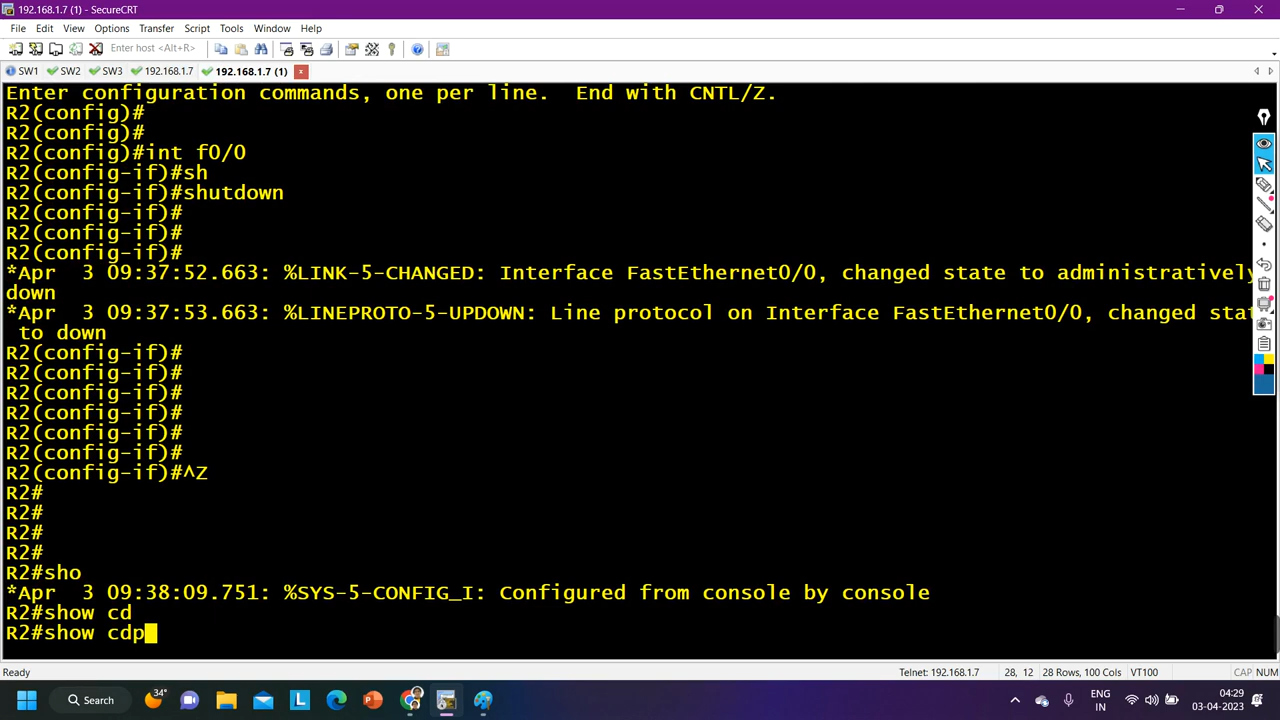 192.168.1.7 (1) - SecureCRT
File Edit View Options Transfer Script Tools Window Help
Enter host <Alt+R>
SW1 SW2 SW3 192.168.1.7 192.168.1.7 (1)
Enter configuration commands, one per line.  End with CNTL/Z.
R2(config)#
R2(config)#
R2(config)#int f0/0
R2(config-if)#sh
R2(config-if)#shutdown
R2(config-if)#
R2(config-if)#
R2(config-if)#
*Apr  3 09:37:52.663: %LINK-5-CHANGED: Interface FastEthernet0/0, changed state to administratively
down
*Apr  3 09:37:53.663: %LINEPROTO-5-UPDOWN: Line protocol on Interface FastEthernet0/0, changed stat
 to down
R2(config-if)#
R2(config-if)#
R2(config-if)#
R2(config-if)#
R2(config-if)#
R2(config-if)#
R2(config-if)#^Z
R2#
R2#
R2#
R2#
R2#sho
*Apr  3 09:38:09.751: %SYS-5-CONFIG_I: Configured from console by console
R2#show cd
R2#show cdp
Ready Telnet: 192.168.1.7 28, 12 28 Rows, 100 Cols VT100 CAP NUM
34° Search ENG 04:29
IN 03-04-2023